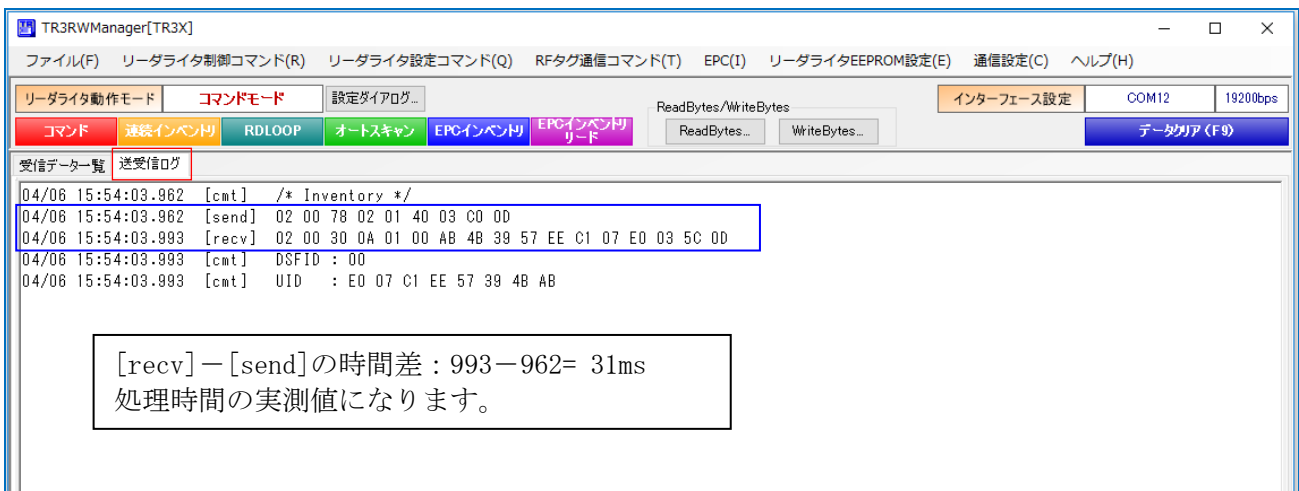 TR3RWManager[TR3X]
ファイル(F) リーダライタ制御コマンド(R) リーダライタ設定コマンド(Q) RFタグ通信コマンド(T) EPC(I) リーダライタEEPROM設定(E) 通信設定(C) ヘルプ(H)
リーダライタ動作モード コマンドモード 設定ダイアログ... ReadBytes/WriteBytes インターフェース設定 COM12 19200bps
コマンド 連続インベントリ RDLOOP オートスキャン EPCインベントリ EPCインベントリリード ReadBytes... WriteBytes... データクリア(F9)
受信データ一覧 送受信ログ
04/06 15:54:03.962 [cmt] /* Inventory */
04/06 15:54:03.962 [send] 02 00 78 02 01 40 03 C0 0D
04/06 15:54:03.993 [recv] 02 00 30 0A 01 00 AB 4B 39 57 EE C1 07 E0 03 5C 0D
04/06 15:54:03.993 [cmt] DSFID : 00
04/06 15:54:03.993 [cmt] UID : E0 07 C1 EE 57 39 4B AB
[recv]－[send]の時間差：993－962= 31ms
処理時間の実測値になります。